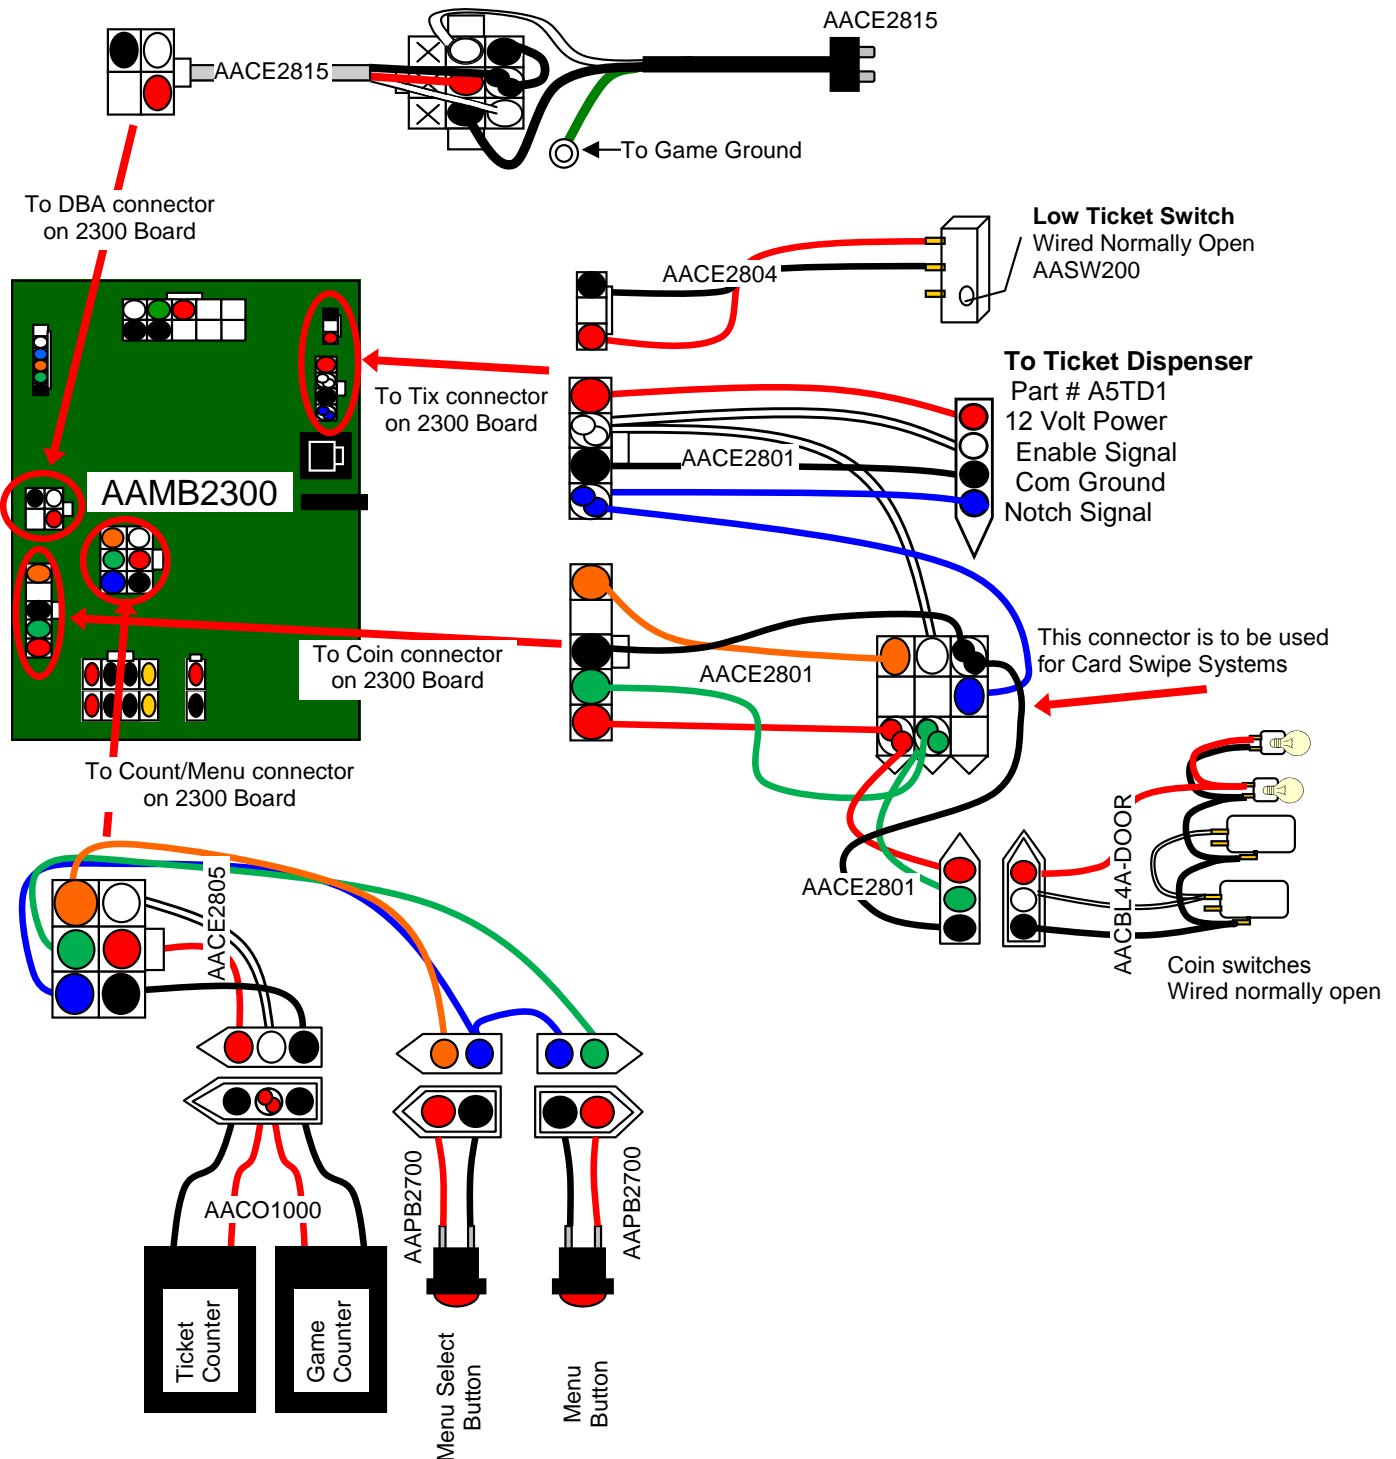 AACE2815
AACE2815
To Game Ground
To DBA connector
on 2300 Board
Low Ticket Switch
Wired Normally Open
AASW200
AACE2804
To Tix connector
on 2300 Board
To Ticket Dispenser
Part # A5TD1
12 Volt Power
Enable Signal
Com Ground
Notch Signal
AACE2801
AAMB2300
To Coin connector
on 2300 Board
AACE2801
This connector is to be used
for Card Swipe Systems
To Count/Menu connector
on 2300 Board
AACE2801
AACBL4A-DOOR
Coin switches
Wired normally open
AACE2805
AACO1000
AAPB2700
AAPB2700
Ticket
Counter
Game
Counter
Menu Select
Button
Menu
Button